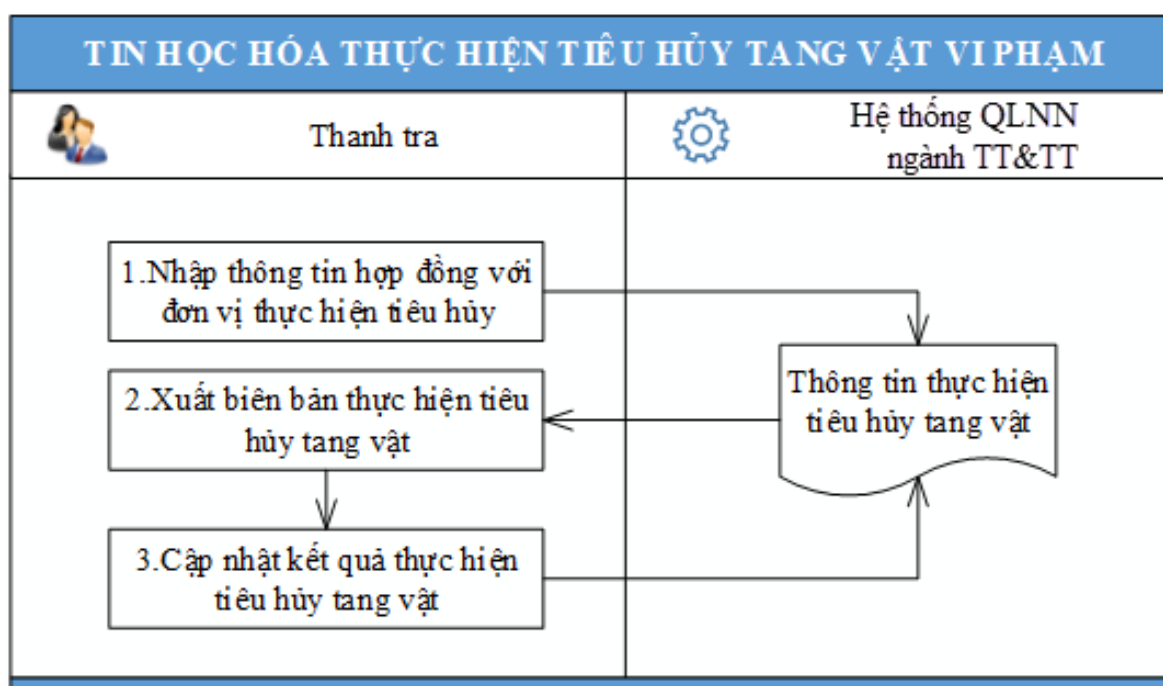 TIN HỌC HÓA THỰC HIỆN TIÊU HỦY TANG VẬT VI PHẠM
Thanh tra
Hệ thống QLNN
ngành TT&TT
1.Nhập thông tin hợp đồng với
đơn vị thực hiện tiêu hủy
Thông tin thực hiện
tiêu hủy tang vật
2.Xuất biên bản thực hiện tiêu
hủy tang vật
3.Cập nhật kết quả thực hiện
tiêu hủy tang vật